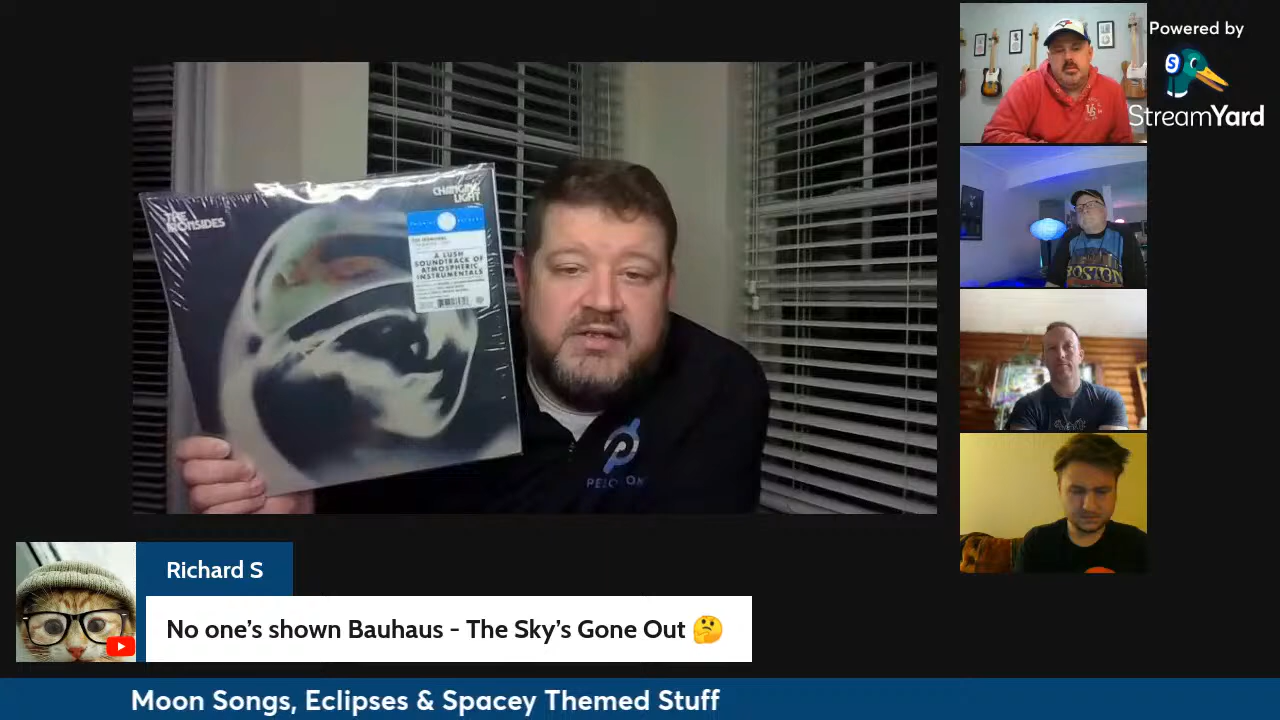 Powered by
StreamYard
THE
IRONSIDES
CHANGING
LIGHT
A LUSH
SOUNDTRACK OF
ATMOSPHERIC
INSTRUMENTALS
PELOTON
Richard S
No one’s shown Bauhaus - The Sky’s Gone Out 🤔
Moon Songs, Eclipses & Spacey Themed Stuff